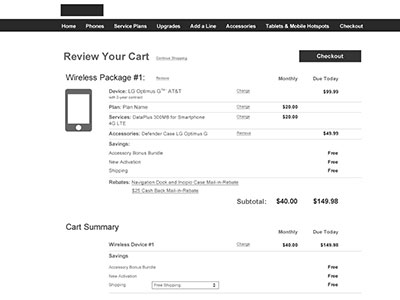 Home Phones Service Plans Upgrades Add a Line Accessories Tablets & Mobile Hotspots Checkout
Review Your Cart Continue Shopping Checkout
Wireless Package #1: Remove Monthly Due Today
Device: LG Optimus G™ AT&T Change $99.99
with 2-year contract
Plan: Plan Name Change $20.00
Services: DataPlus 300MB for Smartphone Change $20.00
4G LTE
Accessories: Defender Case LG Optimus G Remove $49.99
Savings:
Accessory Bonus Bundle Free
New Activation Free
Shipping Free
Rebates: Navigation Dock and Incipio Case Mail-in-Rebate
$25 Cash Back Mail-in-Rebate
Subtotal: $40.00 $149.98
Cart Summary
Monthly Due Today
Wireless Device #1 Change $40.00 $149.98
Savings
Accessory Bonus Bundle Free
New Activation Free
Shipping Free Shipping Free